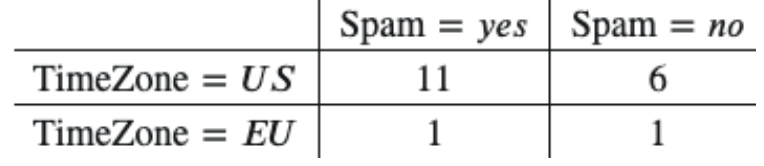 Spam = yes Spam = no
TimeZone = US 11 6
TimeZone = EU 1 1